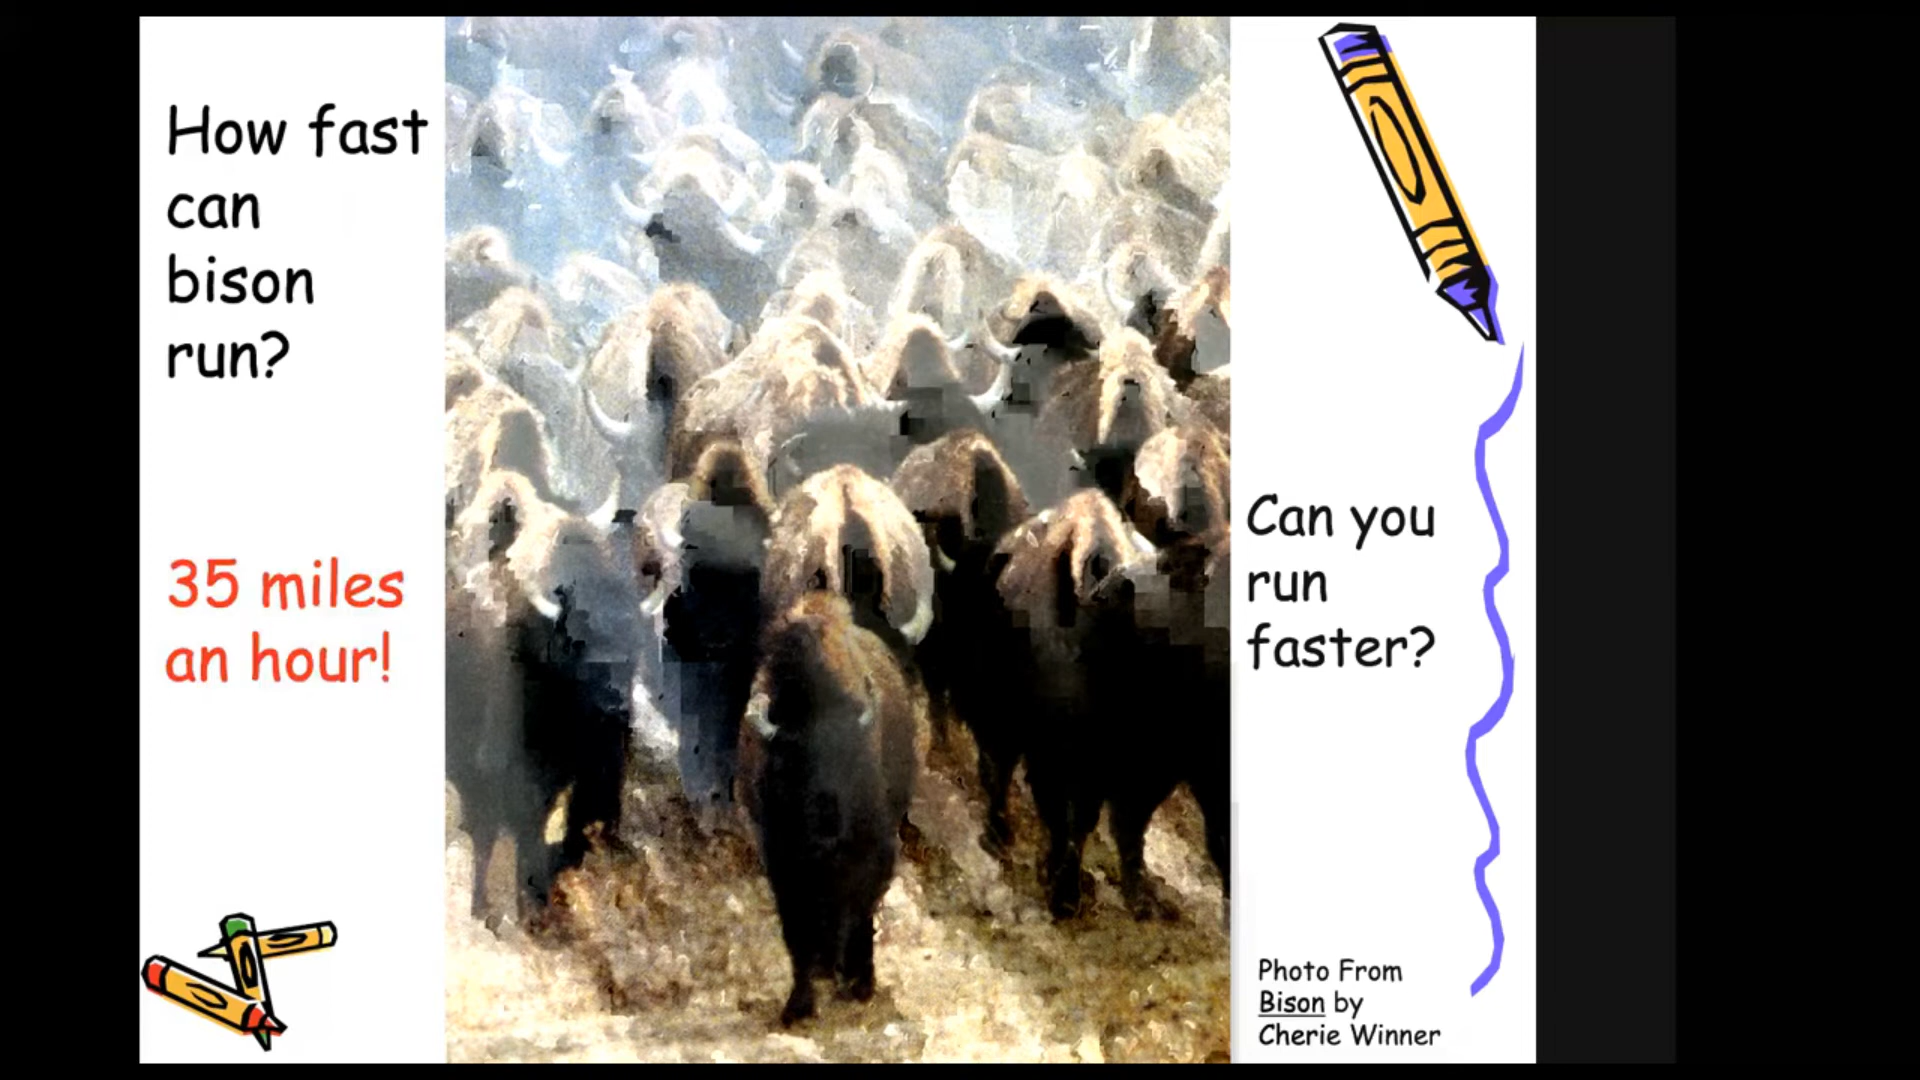 How fast
can
bison
run?
35 miles
an hour!
Can you
run
faster?
Photo From
Bison by
Cherie Winner